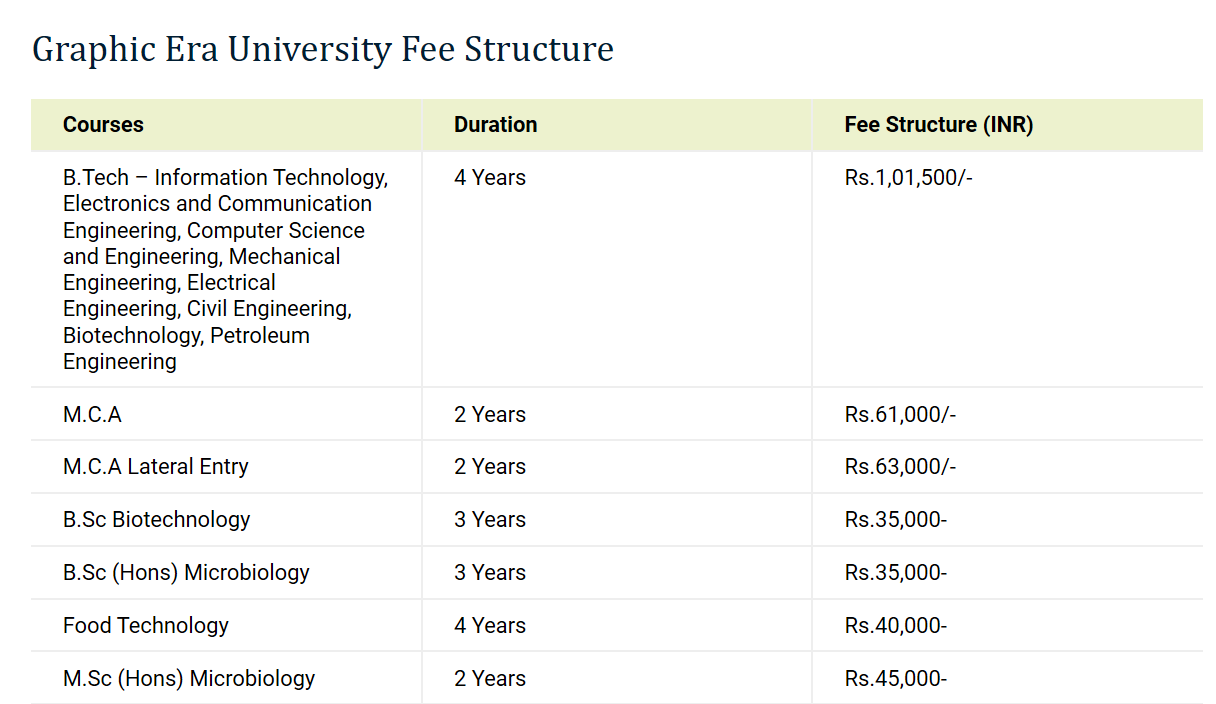 Graphic Era University Fee Structure
Courses Duration Fee Structure (INR)
B.Tech – Information Technology, 4 Years Rs.1,01,500/-
Electronics and Communication
Engineering, Computer Science
and Engineering, Mechanical
Engineering, Electrical
Engineering, Civil Engineering,
Biotechnology, Petroleum
Engineering
M.C.A 2 Years Rs.61,000/-
M.C.A Lateral Entry 2 Years Rs.63,000/-
B.Sc Biotechnology 3 Years Rs.35,000-
B.Sc (Hons) Microbiology 3 Years Rs.35,000-
Food Technology 4 Years Rs.40,000-
M.Sc (Hons) Microbiology 2 Years Rs.45,000-